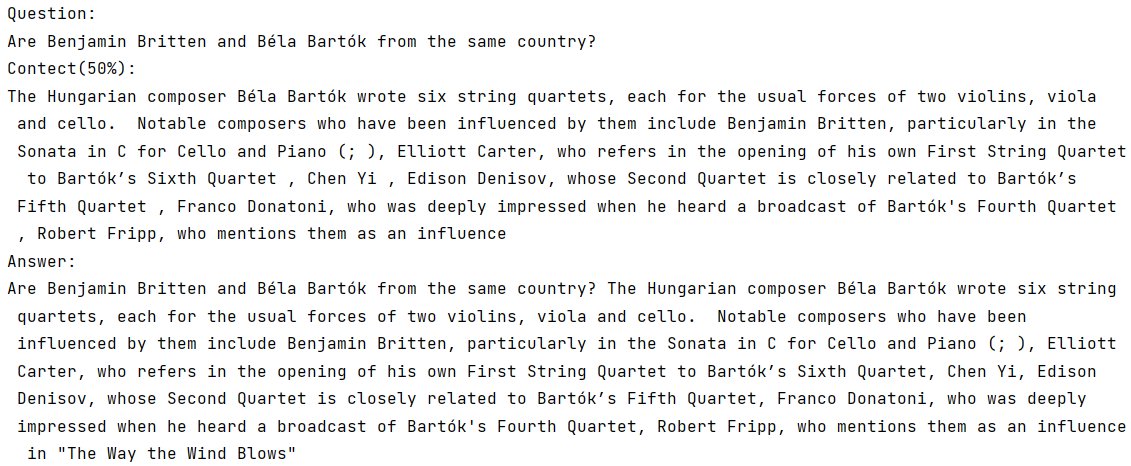 Question:
Are Benjamin Britten and Béla Bartók from the same country?
Contect(50%):
The Hungarian composer Béla Bartók wrote six string quartets, each for the usual forces of two violins, viola
and cello.  Notable composers who have been influenced by them include Benjamin Britten, particularly in the
Sonata in C for Cello and Piano (; ), Elliott Carter, who refers in the opening of his own First String Quartet
to Bartók’s Sixth Quartet , Chen Yi , Edison Denisov, whose Second Quartet is closely related to Bartók’s
Fifth Quartet , Franco Donatoni, who was deeply impressed when he heard a broadcast of Bartók's Fourth Quartet
, Robert Fripp, who mentions them as an influence
Answer:
Are Benjamin Britten and Béla Bartók from the same country? The Hungarian composer Béla Bartók wrote six string
quartets, each for the usual forces of two violins, viola and cello.  Notable composers who have been
influenced by them include Benjamin Britten, particularly in the Sonata in C for Cello and Piano (; ), Elliott
Carter, who refers in the opening of his own First String Quartet to Bartók’s Sixth Quartet, Chen Yi, Edison
Denisov, whose Second Quartet is closely related to Bartók’s Fifth Quartet, Franco Donatoni, who was deeply
impressed when he heard a broadcast of Bartók's Fourth Quartet, Robert Fripp, who mentions them as an influence
in "The Way the Wind Blows"